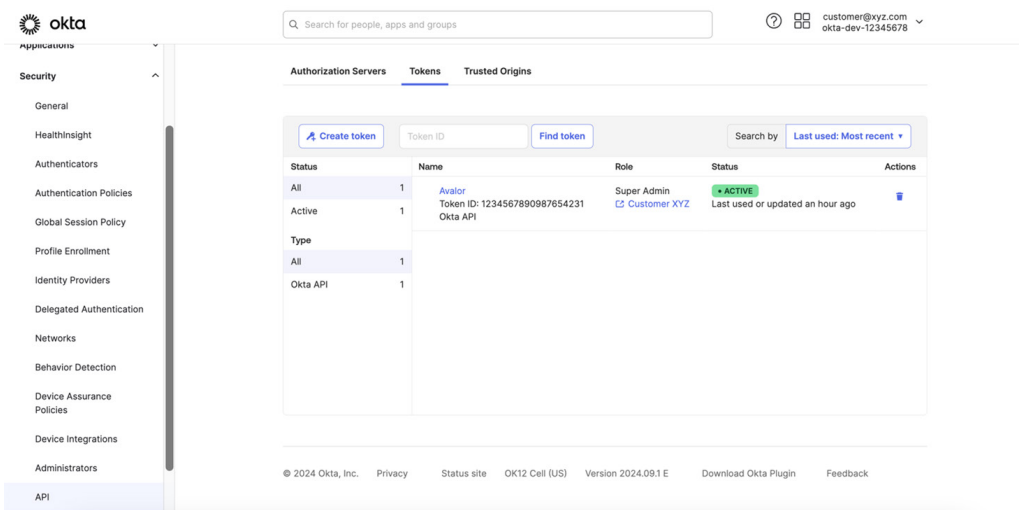 okta
Search for people, apps and groups
customer@xyz.com
okta-dev-12345678
Applications
Security
General
HealthInsight
Authenticators
Authentication Policies
Global Session Policy
Profile Enrollment
Identity Providers
Delegated Authentication
Networks
Behavior Detection
Device Assurance
Policies
Device Integrations
Administrators
API
Authorization Servers Tokens Trusted Origins
Create token Token ID Find token Search by Last used: Most recent
Status Name Role Status Actions
All 1
Active 1
Type
All 1
Okta API 1
Avalor Super Admin ACTIVE
Token ID: 1234567890987654231 Customer XYZ Last used or updated an hour ago
Okta API
© 2024 Okta, Inc. Privacy Status site OK12 Cell (US) Version 2024.09.1 E Download Okta Plugin Feedback